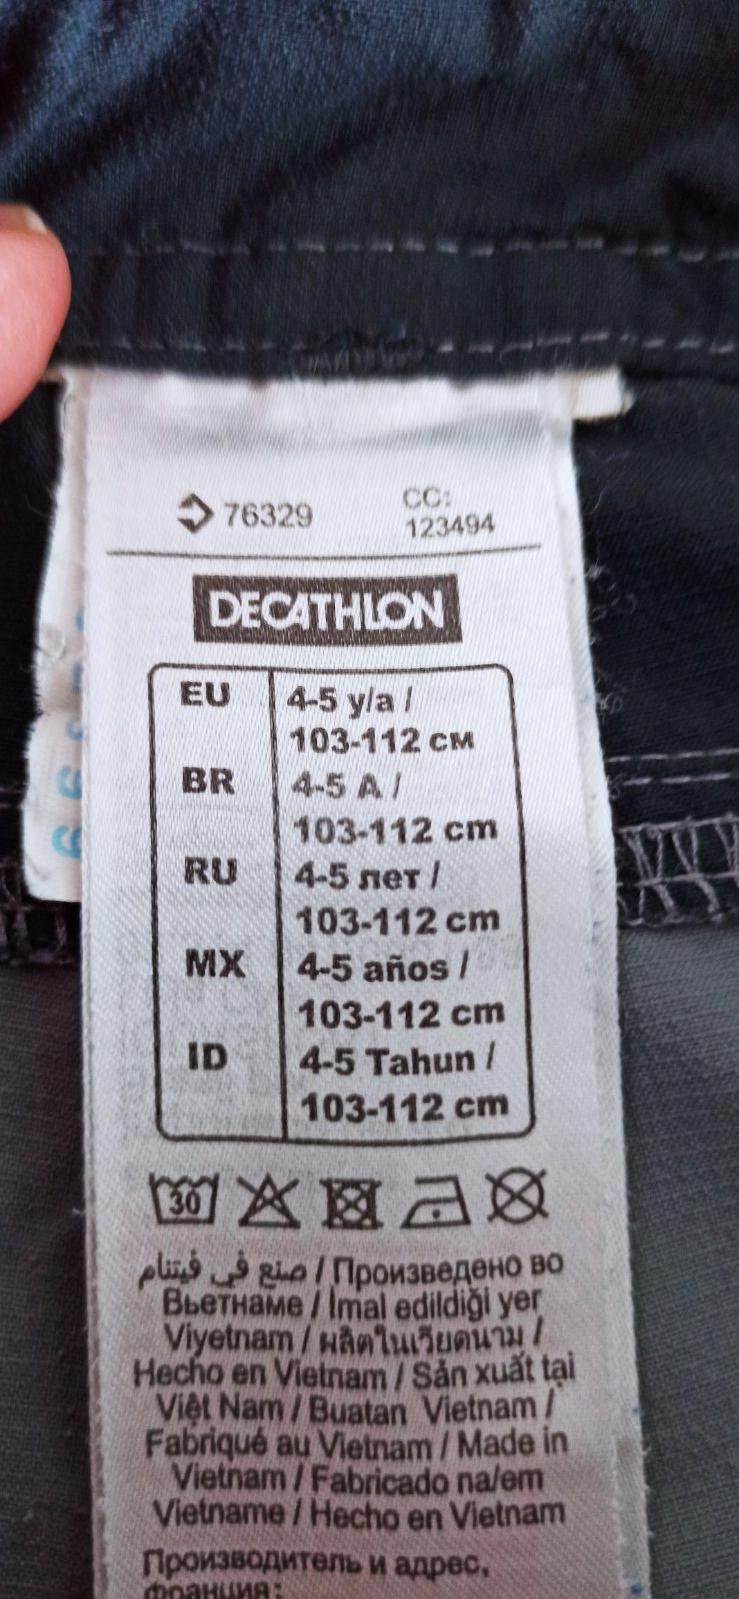 76329
CC:
123494
DECATHLON
EU 4-5 y/a /
103-112 см
BR 4-5 A /
103-112 cm
RU 4-5 лет /
103-112 cm
MX 4-5 años /
103-112 cm
ID 4-5 Tahun /
103-112 cm
30
صنع في فيتنام / Произведено во
Вьетнаме / İmal edildiği yer
Viyetnam / ผลิตในเวียดนาม /
Hecho en Vietnam / Sản xuất tại
Việt Nam / Buatan Vietnam /
Fabriqué au Vietnam / Made in
Vietnam / Fabricado na/em
Vietname / Hecho en Vietnam
Производитель и адрес,
Франция: